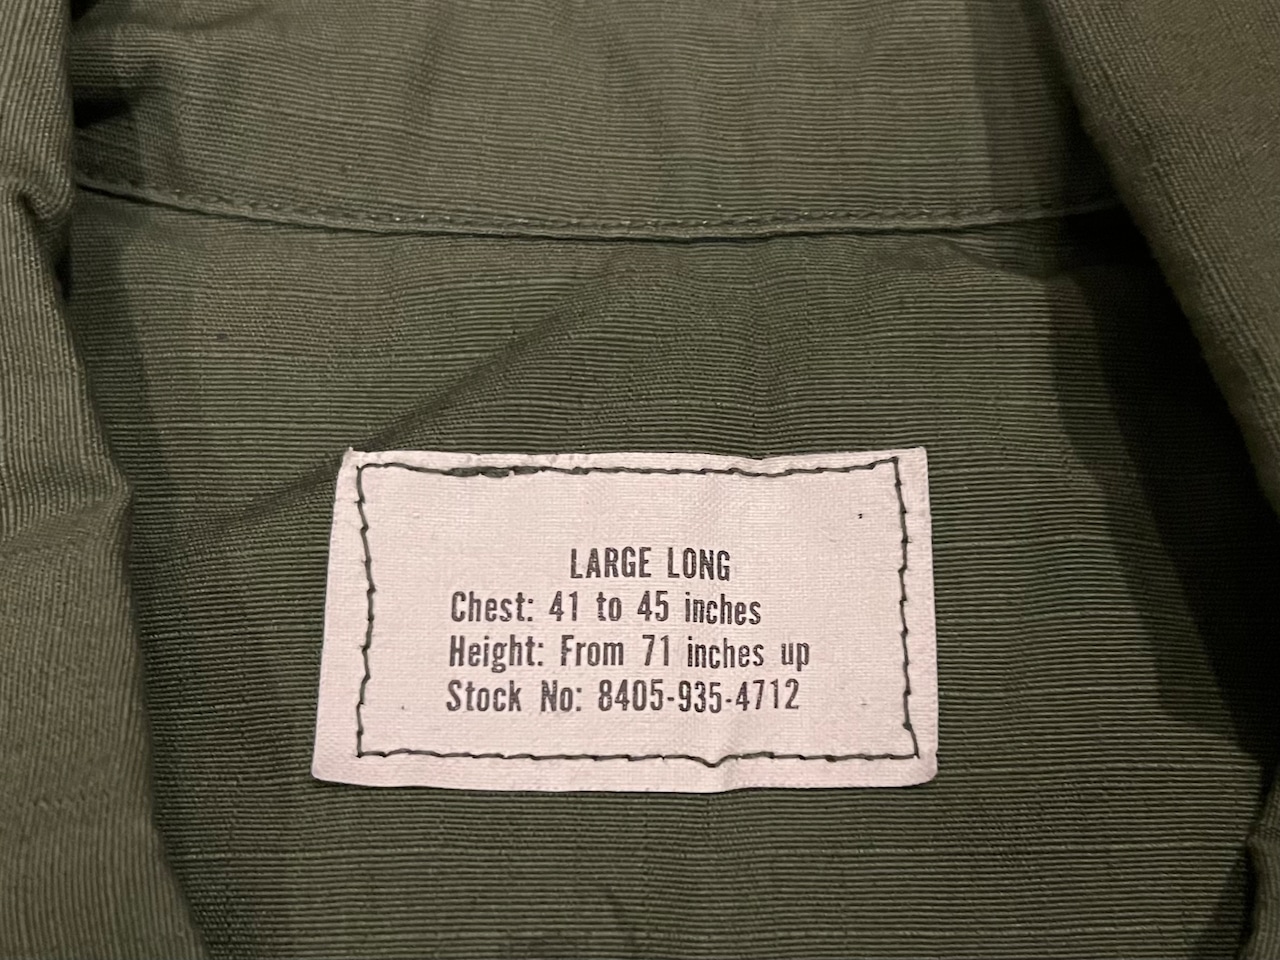 LARGE LONG
Chest: 41 to 45 inches
Height: From 71 inches up
Stock No: 8405-935-4712